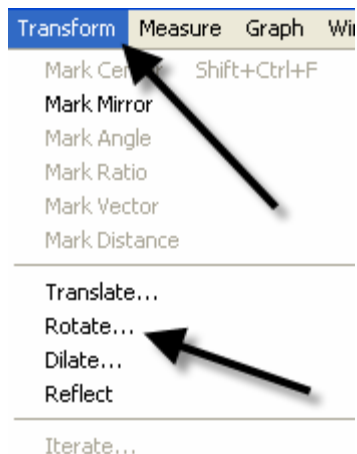 Transform Measure Graph
Mark Shift+Ctrl+F
Mark Mirror
Mark Angle
Mark Ratio
Mark Vector
Mark Distance
Translate...
Rotate...
Dilate...
Reflect
Iterate...